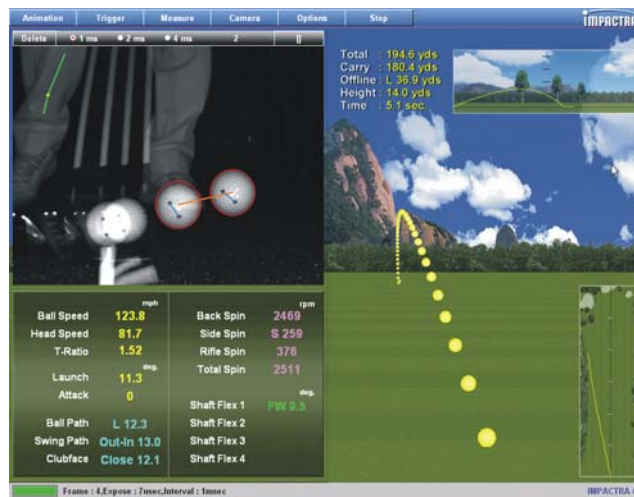 Animation Trigger Measure Camera Options Stop
IMPACTRA
Delete 1 ms 2 ms 4 ms 2 []
Total : 194.6 yds
Carry : 180.4 yds
Offline : L 36.9 yds
Height : 14.0 yds
Time : 5.1 sec.
mph
Ball Speed 123.8
Head Speed 81.7
T-Ratio 1.52
deg.
Launch 11.3
Attack 0
Ball Path L 12.3
Swing Path Out-In 13.0
Clubface Close 12.1
rpm
Back Spin 2469
Side Spin S 259
Rifle Spin 376
Total Spin 2511
deg.
Shaft Flex 1 FW 0.5
Shaft Flex 2
Shaft Flex 3
Shaft Flex 4
Frame : 4,Expose : 7usec,Interval : 1msec
IMPACTRA